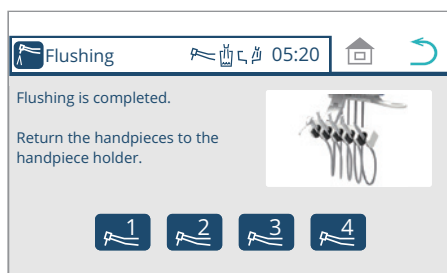 Flushing 05:20
Flushing is completed.
Return the handpieces to the
handpiece holder.
1 2 3 4